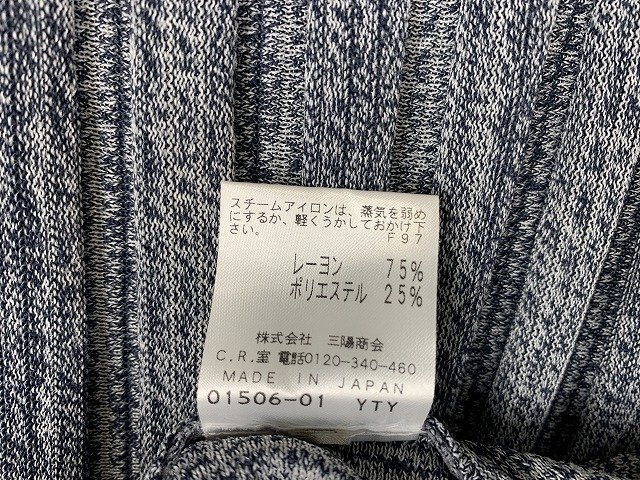 スチームアイロンは、蒸気を弱め
にするか、軽くうかしておかけ下
さい。 F97
レーヨン 75%
ポリエステル 25%
株式会社 三陽商会
C.R.室 電話0120-340-460
MADE IN JAPAN
01506-01 YTY